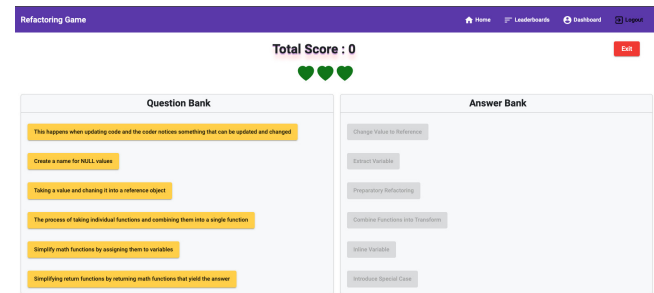 Refactoring Game
Home
Leaderboards
Dashboard
Logout
Total Score : 0
Exit
Question Bank
Answer Bank
This happens when updating code and the coder notices something that can be updated and changed
Change Value to Reference
Create a name for NULL values
Extract Variable
Taking a value and chaning it into a reference object
Preparatory Refactoring
The process of taking individual functions and combining them into a single function
Combine Functions into Transform
Simplify math functions by assigning them to variables
Inline Variable
Simplifying return functions by returning math functions that yield the answer
Introduce Special Case